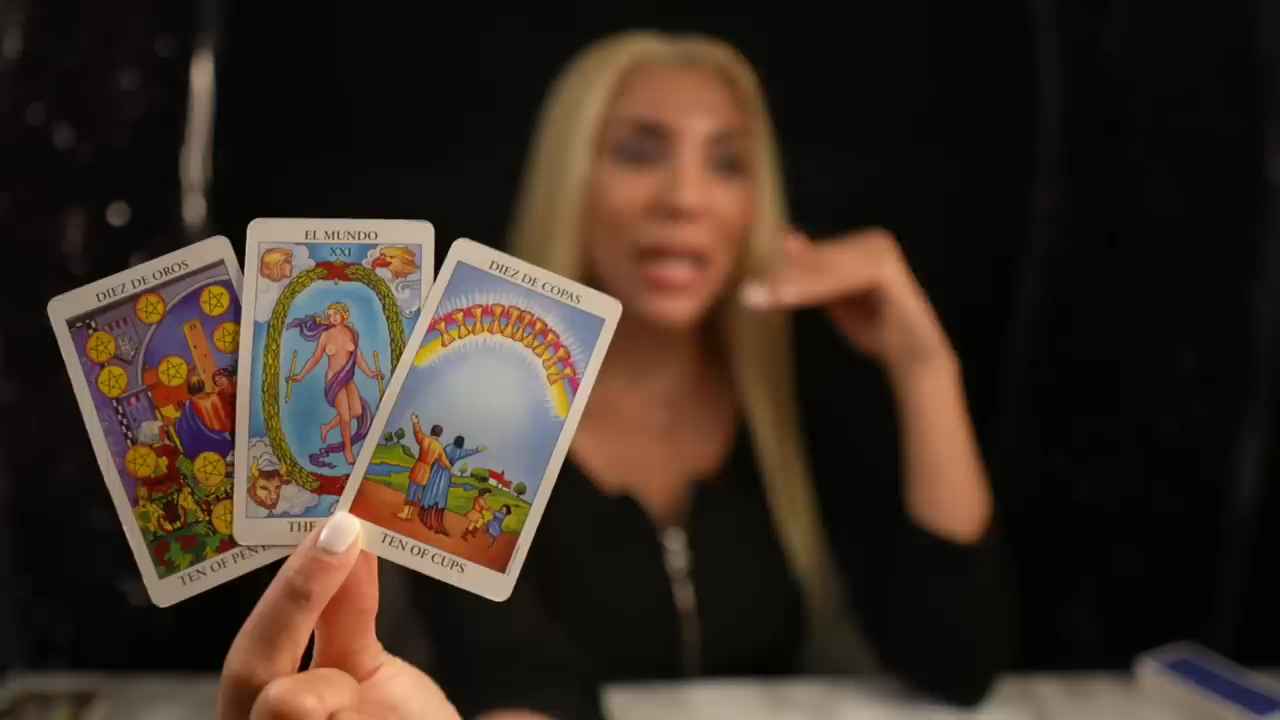 DIEZ DE OROS
TEN OF PEN
EL MUNDO
XXI
THE
DIEZ DE COPAS
TEN OF CUPS